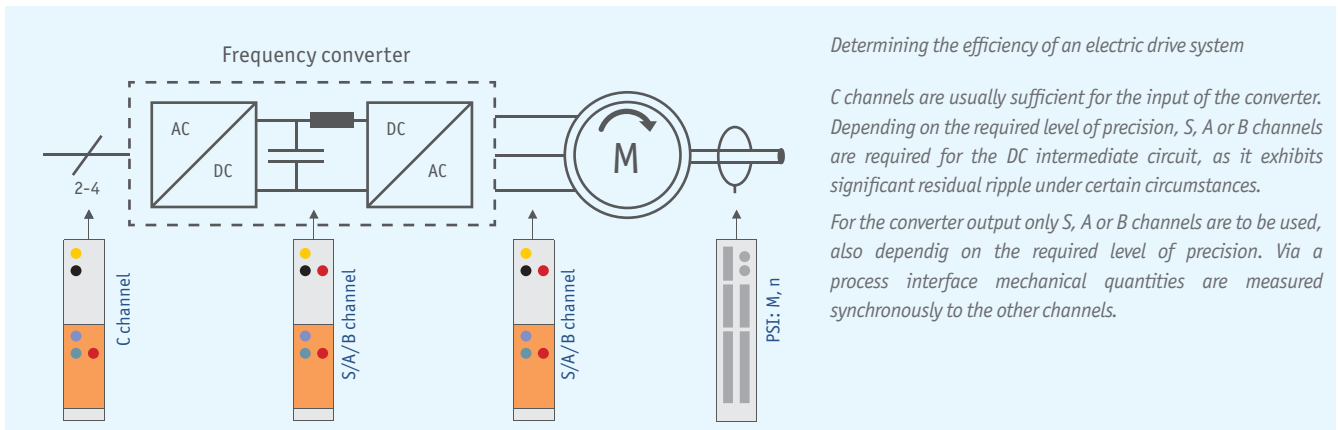 Frequency converter
AC
DC
DC
AC
M
2-4
C channel
S/A/B channel
S/A/B channel
PSI: M, n
Determining the efficiency of an electric drive system
C channels are usually sufficient for the input of the converter.
Depending on the required level of precision, S, A or B channels
are required for the DC intermediate circuit, as it exhibits
significant residual ripple under certain circumstances.
For the converter output only S, A or B channels are to be used,
also dependig on the required level of precision. Via a
process interface mechanical quantities are measured
synchronously to the other channels.